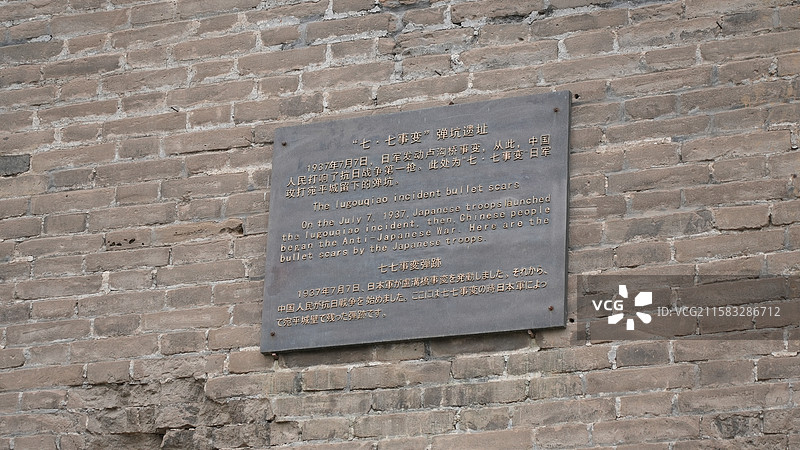 “七·七事变”弹坑遗址
1937年7月7日，日军发动卢沟桥事变，从此，中国
人民打响了抗日战争第一枪。此处为“七·七事变”日军
攻打宛平城留下的弹坑。
The lugouqiao incident bullet scars
On the July 7, 1937, Japanese troops launched
the lugouqiao incident, then Chinese people
began the Anti-Japanese War. Here are the
bullet scars by the Japanese troops.
七七事変弾跡
1937年7月7日、日本軍が盧溝橋事変を発動しました、それから、
中国人民が抗日戦争を始めました、ここには七七事変の時日本軍によっ
て宛平城壁で残った弾跡です。
VCG
VCG211583286712